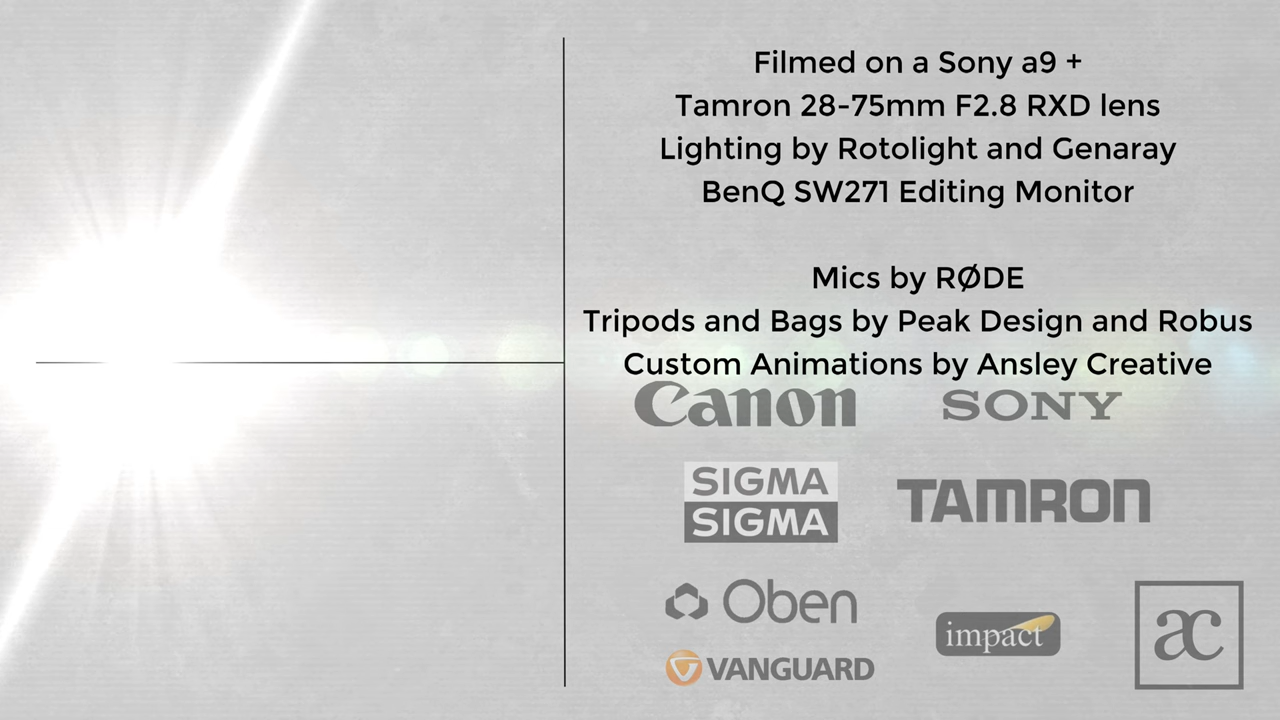 Filmed on a Sony a9 +
Tamron 28-75mm F2.8 RXD lens
Lighting by Rotolight and Genaray
BenQ SW271 Editing Monitor
Mics by RØDE
Tripods and Bags by Peak Design and Robus
Custom Animations by Ansley Creative
Canon SONY
SIGMA
SIGMA
TAMRON
Oben
impact
ac
VANGUARD